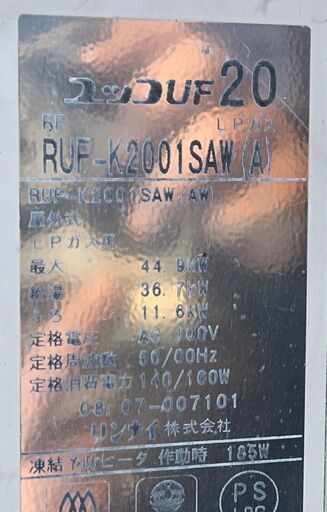 ユッコUF 20
RF LPガス
RUF-K2001SAW(A)
RUF-K2001SAW(AW)
屋外式
LPガス用
最大 44.9KW
給湯 36.7KW
ふろ 11.6KW
定格電圧 AC 100V
定格周波数 50/60Hz
定格消費電力 140/160W
08.07-007101
リンナイ株式会社
凍結予防ヒータ 作動時 185W
PS
LPG